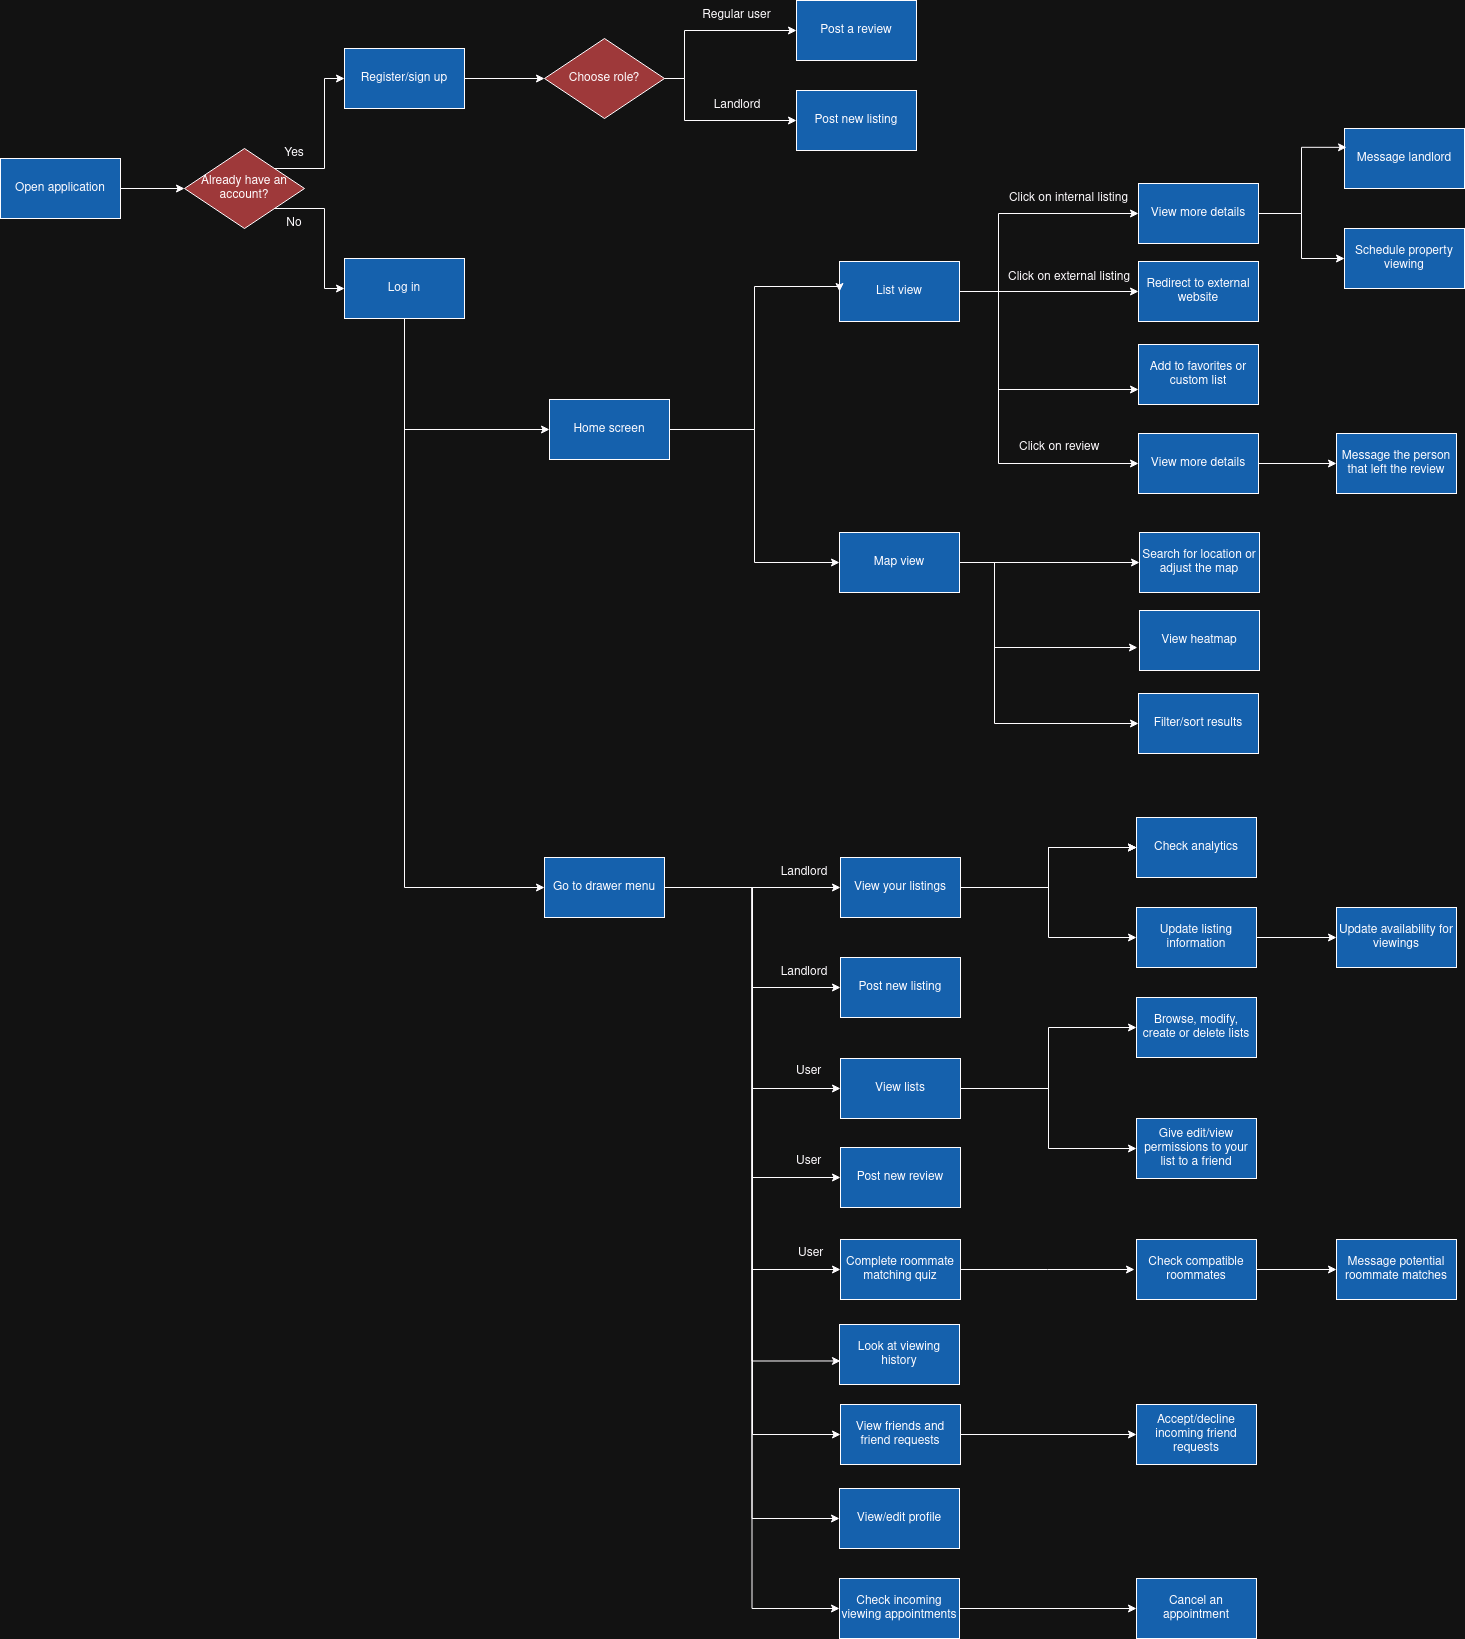 Regular user
Post a review
Register/sign up
Choose role?
Landlord
Post new listing
Yes
Open application
Already have an
account?
No
Log in
Message landlord
Click on internal listing
View more details
Schedule property
viewing
List view
Click on external listing
Redirect to external
website
Add to favorites or
custom list
Home screen
Click on review
View more details
Message the person
that left the review
Map view
Search for location or
adjust the map
View heatmap
Filter/sort results
Go to drawer menu
Landlord
View your listings
Check analytics
Update listing
information
Update availability for
viewings
Landlord
Post new listing
Browse, modify,
create or delete lists
User
View lists
Give edit/view
permissions to your
list to a friend
User
Post new review
User
Complete roommate
matching quiz
Check compatible
roommates
Message potential
roommate matches
Look at viewing
history
View friends and
friend requests
Accept/decline
incoming friend
requests
View/edit profile
Check incoming
viewing appointments
Cancel an
appointment